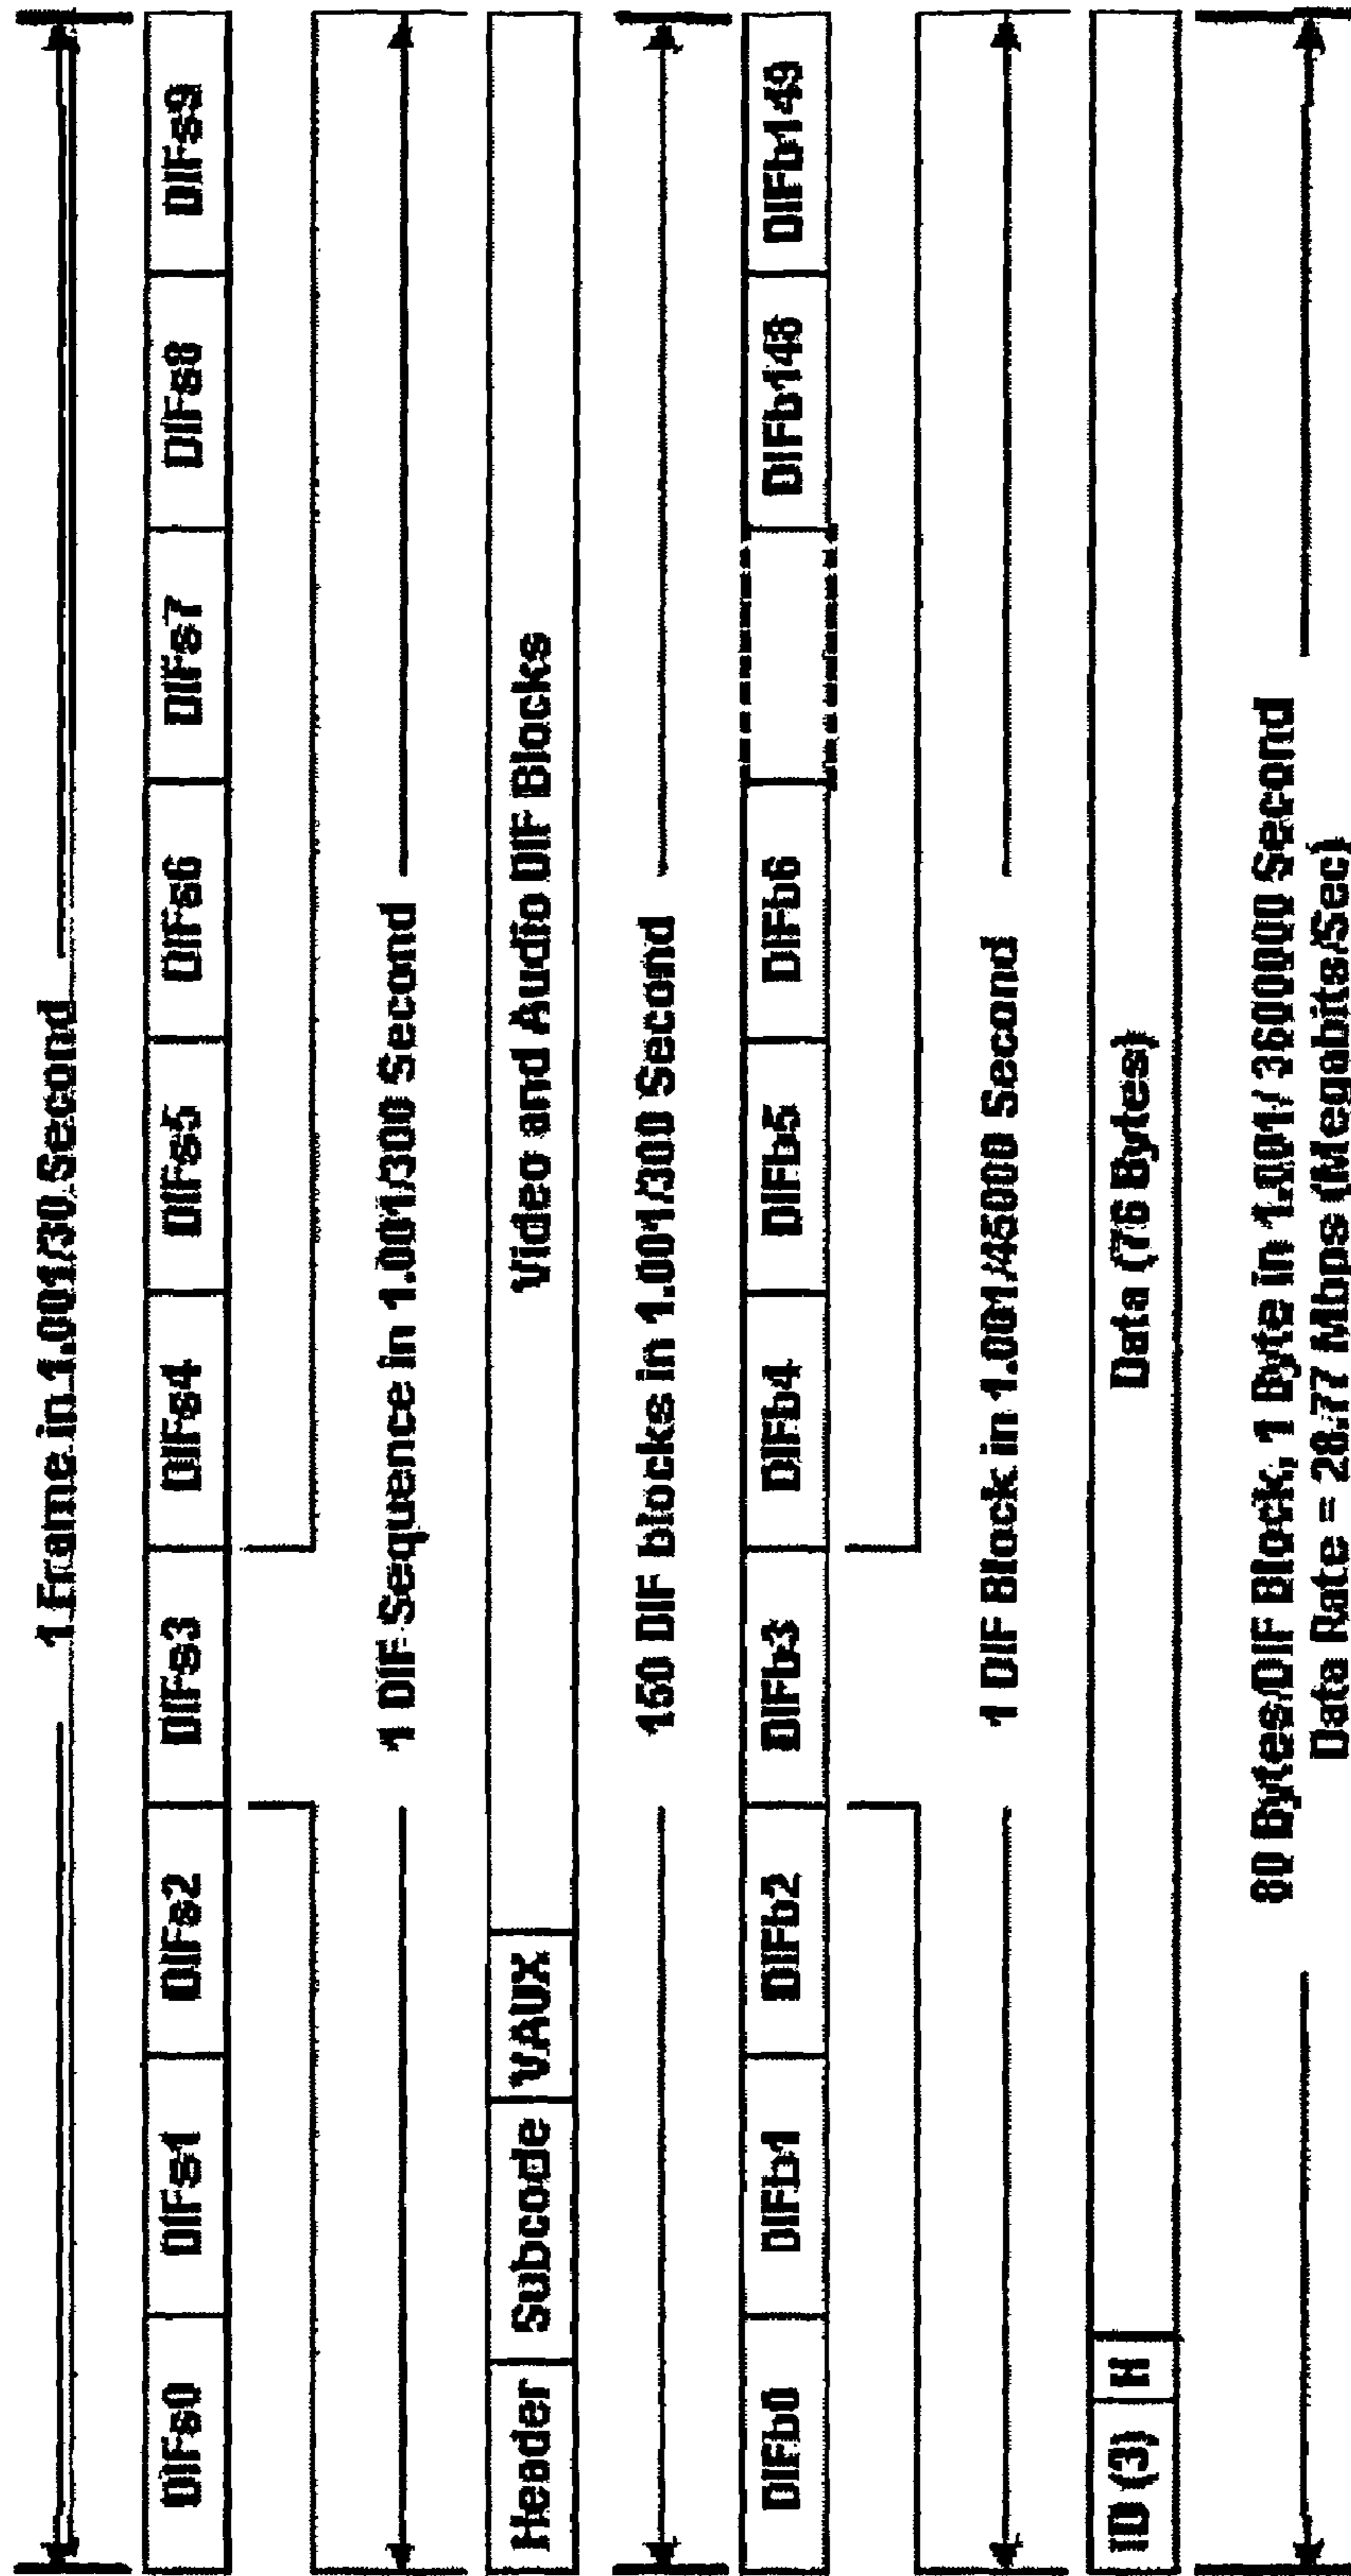 1 Frame in 1.001/30 Second
DIFs0 DIFs1 DIFs2 DIFs3 DIFs4 DIFs5 DIFs6 DIFs7 DIFs8 DIFs9
1 DIF Sequence in 1.001/300 Second
Header Subcode VAUX Video and Audio DIF Blocks
150 DIF blocks in 1.001/300 Second
DIFb0 DIFb1 DIFb2 DIFb3 DIFb4 DIFb5 DIFb6 DIFb148 DIFb149
1 DIF Block in 1.001/45000 Second
ID (3) H Data (76 Bytes)
80 Bytes/DIF Block, 1 Byte in 1.001/3600000 Second
Data Rate = 28.77 Mbps (Megabits/Sec)